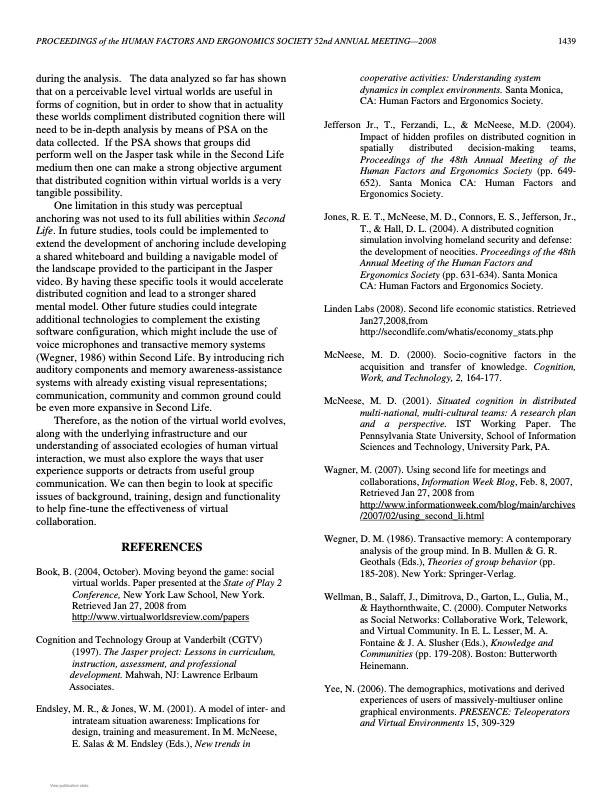 PROCEEDINGS of the HUMAN FACTORS AND ERGONOMICS SOCIETY 52nd ANNUAL MEETING—2008 1439
during the analysis. The data analyzed so far has shown
that on a perceivable level virtual worlds are useful in
forms of cognition, but in order to show that in actuality
these worlds compliment distributed cognition there will
need to be in-depth analysis by means of PSA on the
data collected. If the PSA shows that groups did
perform well on the Jasper task while in the Second Life
medium then one can make a strong objective argument
that distributed cognition within virtual worlds is a very
tangible possibility.
One limitation in this study was perceptual
anchoring was not used to its full abilities within Second
Life. In future studies, tools could be implemented to
extend the development of anchoring include developing
a shared whiteboard and building a navigable model of
the landscape provided to the participant in the Jasper
video. By having these specific tools it would accelerate
distributed cognition and lead to a stronger shared
mental model. Other future studies could integrate
additional technologies to complement the existing
software configuration, which might include the use of
voice microphones and transactive memory systems
(Wegner, 1986) within Second Life. By introducing rich
auditory components and memory awareness-assistance
systems with already existing visual representations;
communication, community and common ground could
be even more expansive in Second Life.
Therefore, as the notion of the virtual world evolves,
along with the underlying infrastructure and our
understanding of associated ecologies of human virtual
interaction, we must also explore the ways that user
experience supports or detracts from useful group
communication. We can then begin to look at specific
issues of background, training, design and functionality
to help fine-tune the effectiveness of virtual
collaboration.
REFERENCES
Book, B. (2004, October). Moving beyond the game: social
virtual worlds. Paper presented at the State of Play 2
Conference, New York Law School, New York.
Retrieved Jan 27, 2008 from
http://www.virtualworldsreview.com/papers
Cognition and Technology Group at Vanderbilt (CGTV)
(1997). The Jasper project: Lessons in curriculum,
instruction, assessment, and professional
development. Mahwah, NJ: Lawrence Erlbaum
Associates.
Endsley, M. R., & Jones, W. M. (2001). A model of inter- and
intrateam situation awareness: Implications for
design, training and measurement. In M. McNeese,
E. Salas & M. Endsley (Eds.), New trends in
cooperative activities: Understanding system
dynamics in complex environments. Santa Monica,
CA: Human Factors and Ergonomics Society.
Jefferson Jr., T., Ferzandi, L., & McNeese, M.D. (2004).
Impact of hidden profiles on distributed cognition in
spatially distributed decision-making teams,
Proceedings of the 48th Annual Meeting of the
Human Factors and Ergonomics Society (pp. 649-
652). Santa Monica CA: Human Factors and
Ergonomics Society.
Jones, R. E. T., McNeese, M. D., Connors, E. S., Jefferson, Jr.,
T., & Hall, D. L. (2004). A distributed cognition
simulation involving homeland security and defense:
the development of neocities. Proceedings of the 48th
Annual Meeting of the Human Factors and
Ergonomics Society (pp. 631-634). Santa Monica
CA: Human Factors and Ergonomics Society.
Linden Labs (2008). Second life economic statistics. Retrieved
Jan27,2008,from
http://secondlife.com/whatis/economy_stats.php
McNeese, M. D. (2000). Socio-cognitive factors in the
acquisition and transfer of knowledge. Cognition,
Work, and Technology, 2, 164-177.
McNeese, M. D. (2001). Situated cognition in distributed
multi-national, multi-cultural teams: A research plan
and a perspective. IST Working Paper. The
Pennsylvania State University, School of Information
Sciences and Technology, University Park, PA.
Wagner, M. (2007). Using second life for meetings and
collaborations, Information Week Blog, Feb. 8, 2007,
Retrieved Jan 27, 2008 from
http://www.informationweek.com/blog/main/archives
/2007/02/using_second_li.html
Wegner, D. M. (1986). Transactive memory: A contemporary
analysis of the group mind. In B. Mullen & G. R.
Geothals (Eds.), Theories of group behavior (pp.
185-208). New York: Springer-Verlag.
Wellman, B., Salaff, J., Dimitrova, D., Garton, L., Gulia, M.,
& Haythornthwaite, C. (2000). Computer Networks
as Social Networks: Collaborative Work, Telework,
and Virtual Community. In E. L. Lesser, M. A.
Fontaine & J. A. Slusher (Eds.), Knowledge and
Communities (pp. 179-208). Boston: Butterworth
Heinemann.
Yee, N. (2006). The demographics, motivations and derived
experiences of users of massively-multiuser online
graphical environments. PRESENCE: Teleoperators
and Virtual Environments 15, 309-329
View publication stats